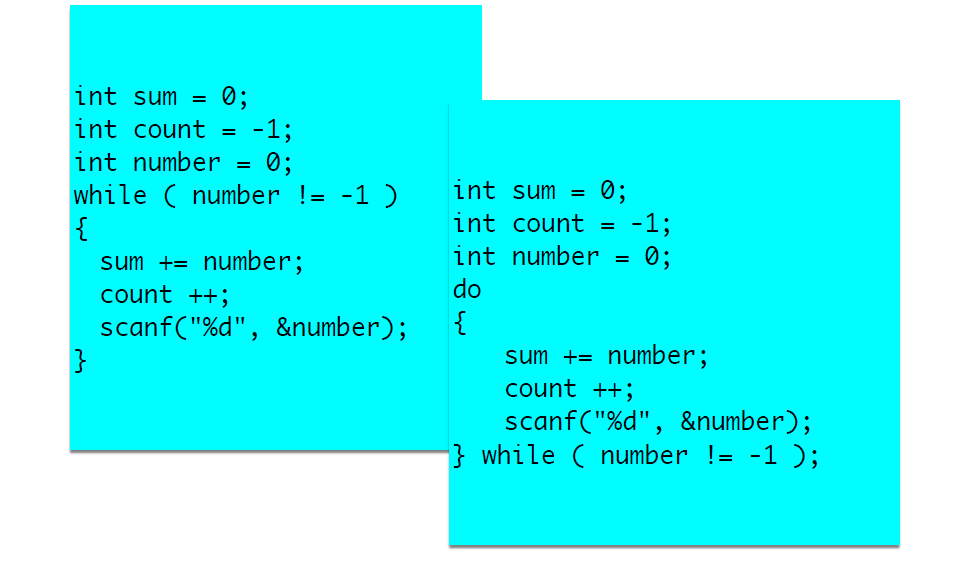 int sum = 0;
int count = -1;
int number = 0;
while ( number != -1 )
{
  sum += number;
  count ++;
  scanf("%d", &number);
}
int sum = 0;
int count = -1;
int number = 0;
do
{
   sum += number;
   count ++;
   scanf("%d", &number);
} while ( number != -1 );